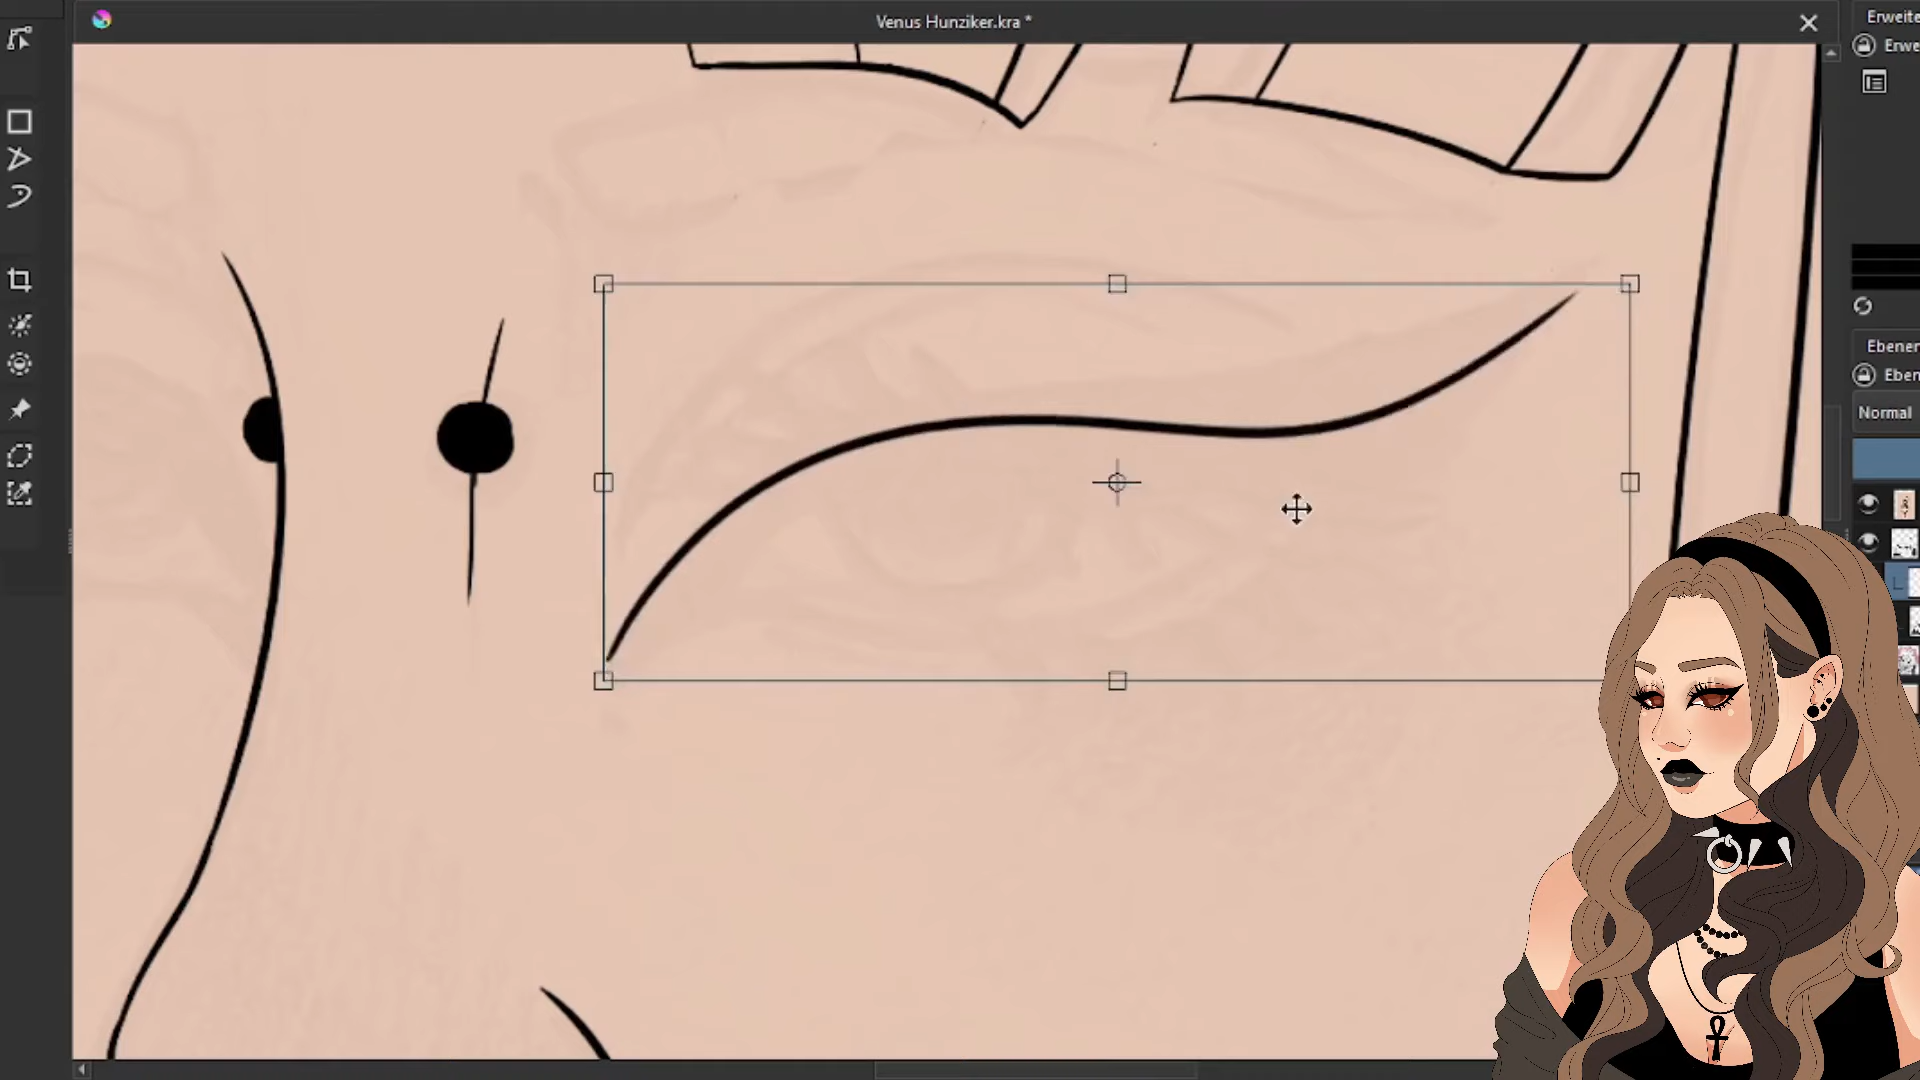 Venus Hunziker.kra *
Erweite
Erwe
Ebener
Eben
Normal